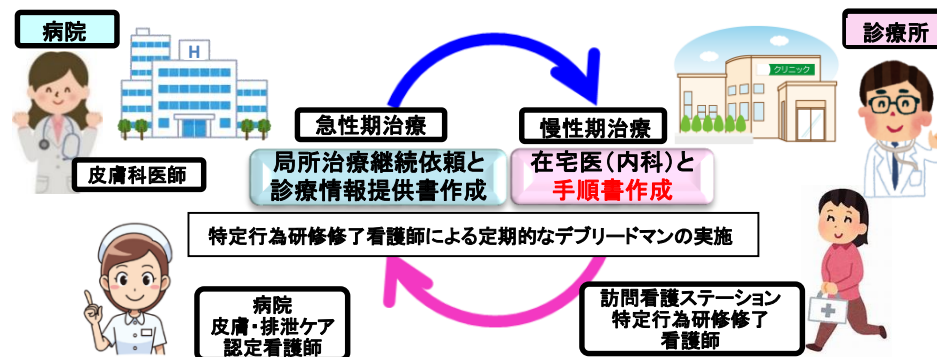 病院
診療所
H
クリニック
急性期治療
慢性期治療
皮膚科医師
局所治療継続依頼と
診療情報提供書作成
在宅医(内科)と
手順書作成
特定行為研修修了看護師による定期的なデブリードマンの実施
病院
皮膚・排泄ケア
認定看護師
訪問看護ステーション
特定行為研修修了
看護師